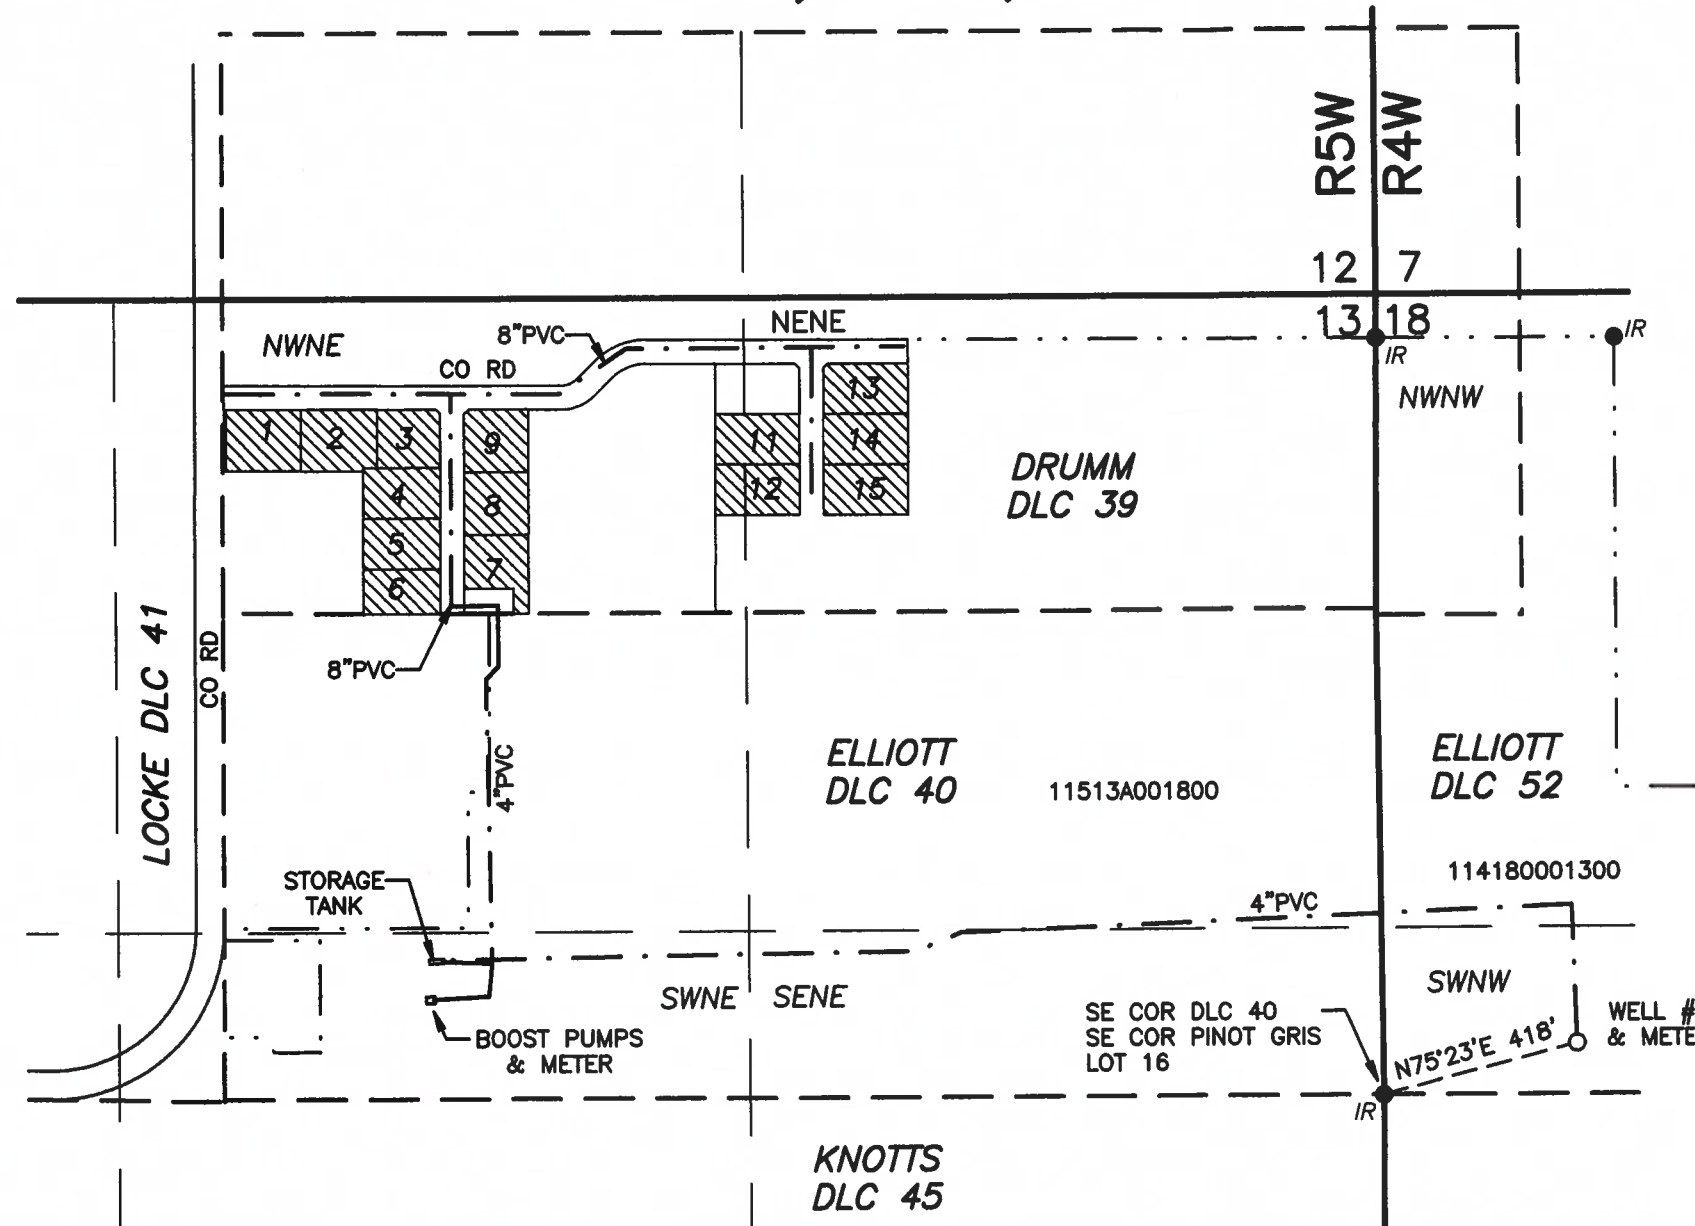 R5W
R4W
12
7
13
18
IR
IR
NWNE
8"PVC
NENE
CO RD
NWNW
1
2
3
9
4
8
5
7
6
11
12
13
14
15
DRUMM
DLC 39
8"PVC
LOCKE DLC 41
CO RD
4"PVC
ELLIOTT
DLC 40
11513A001800
ELLIOTT
DLC 52
114180001300
STORAGE
TANK
4"PVC
SWNE
SENE
SWNW
BOOST PUMPS
& METER
SE COR DLC 40
SE COR PINOT GRIS
LOT 16
N75°23'E 418'
WELL #
& METE
IR
KNOTTS
DLC 45